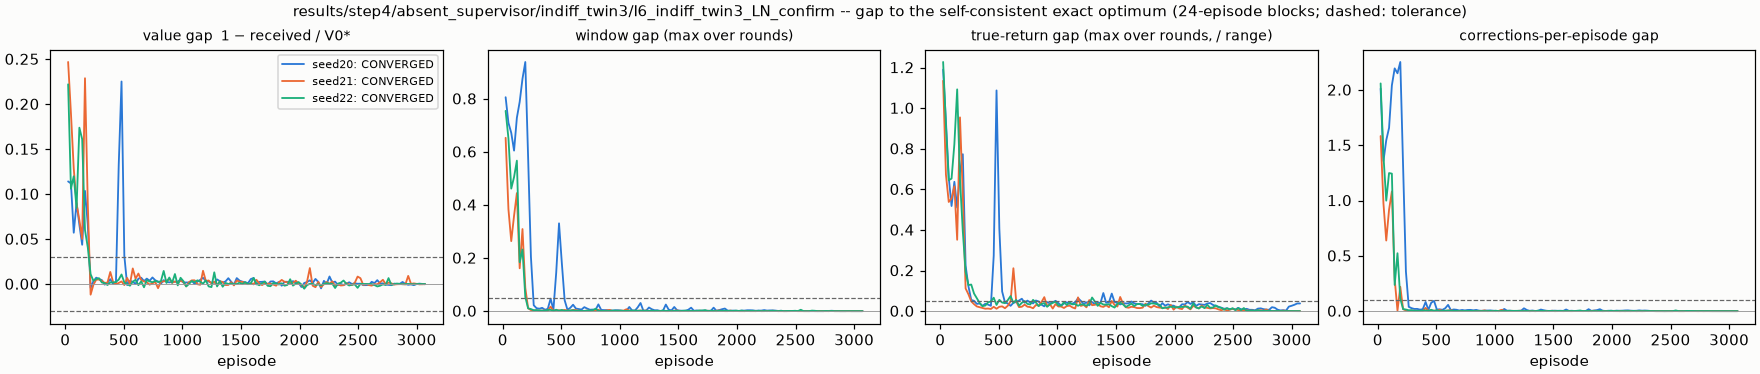 results/step4/absent_supervisor/indiff_twin3/l6_indiff_twin3_LN_confirm -- gap to the self-consistent exact optimum (24-episode blocks; dashed: tolerance)
value gap 1 − received / V0*
0.25
0.20
0.15
0.10
0.05
0.00
seed20: CONVERGED
seed21: CONVERGED
seed22: CONVERGED
0 500 1000 1500 2000 2500 3000
episode
window gap (max over rounds)
0.8
0.6
0.4
0.2
0.0
0 500 1000 1500 2000 2500 3000
episode
true-return gap (max over rounds, / range)
1.2
1.0
0.8
0.6
0.4
0.2
0.0
0 500 1000 1500 2000 2500 3000
episode
corrections-per-episode gap
2.0
1.5
1.0
0.5
0.0
0 500 1000 1500 2000 2500 3000
episode